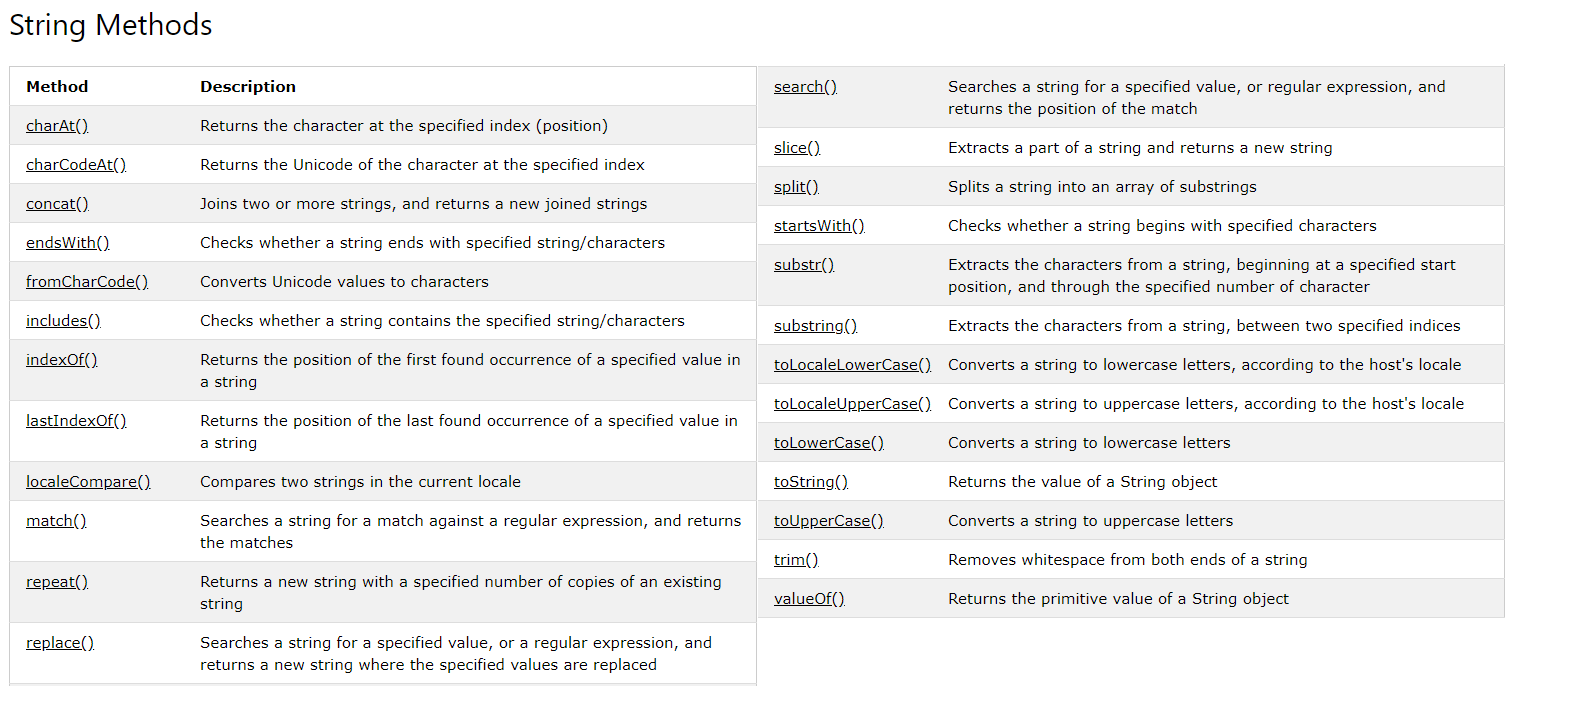 String Methods
Method Description
charAt() Returns the character at the specified index (position)
charCodeAt() Returns the Unicode of the character at the specified index
concat() Joins two or more strings, and returns a new joined strings
endsWith() Checks whether a string ends with specified string/characters
fromCharCode() Converts Unicode values to characters
includes() Checks whether a string contains the specified string/characters
indexOf() Returns the position of the first found occurrence of a specified value in
a string
lastIndexOf() Returns the position of the last found occurrence of a specified value in
a string
localeCompare() Compares two strings in the current locale
match() Searches a string for a match against a regular expression, and returns
the matches
repeat() Returns a new string with a specified number of copies of an existing
string
replace() Searches a string for a specified value, or a regular expression, and
returns a new string where the specified values are replaced
search() Searches a string for a specified value, or regular expression, and
returns the position of the match
slice() Extracts a part of a string and returns a new string
split() Splits a string into an array of substrings
startsWith() Checks whether a string begins with specified characters
substr() Extracts the characters from a string, beginning at a specified start
position, and through the specified number of character
substring() Extracts the characters from a string, between two specified indices
toLocaleLowerCase() Converts a string to lowercase letters, according to the host's locale
toLocaleUpperCase() Converts a string to uppercase letters, according to the host's locale
toLowerCase() Converts a string to lowercase letters
toString() Returns the value of a String object
toUpperCase() Converts a string to uppercase letters
trim() Removes whitespace from both ends of a string
valueOf() Returns the primitive value of a String object